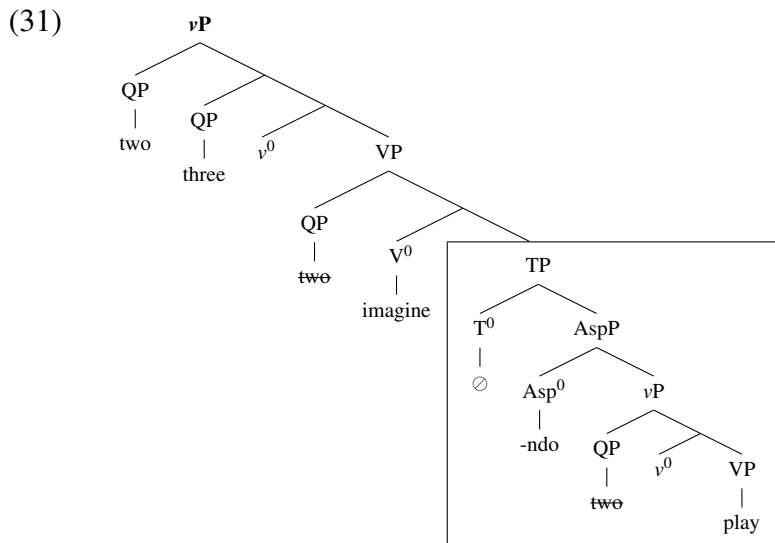 (31)
vP
QP
two
QP
three
v⁰
VP
QP
two
V⁰
imagine
TP
T⁰
∅
AspP
Asp⁰
-ndo
vP
QP
two
v⁰
VP
play